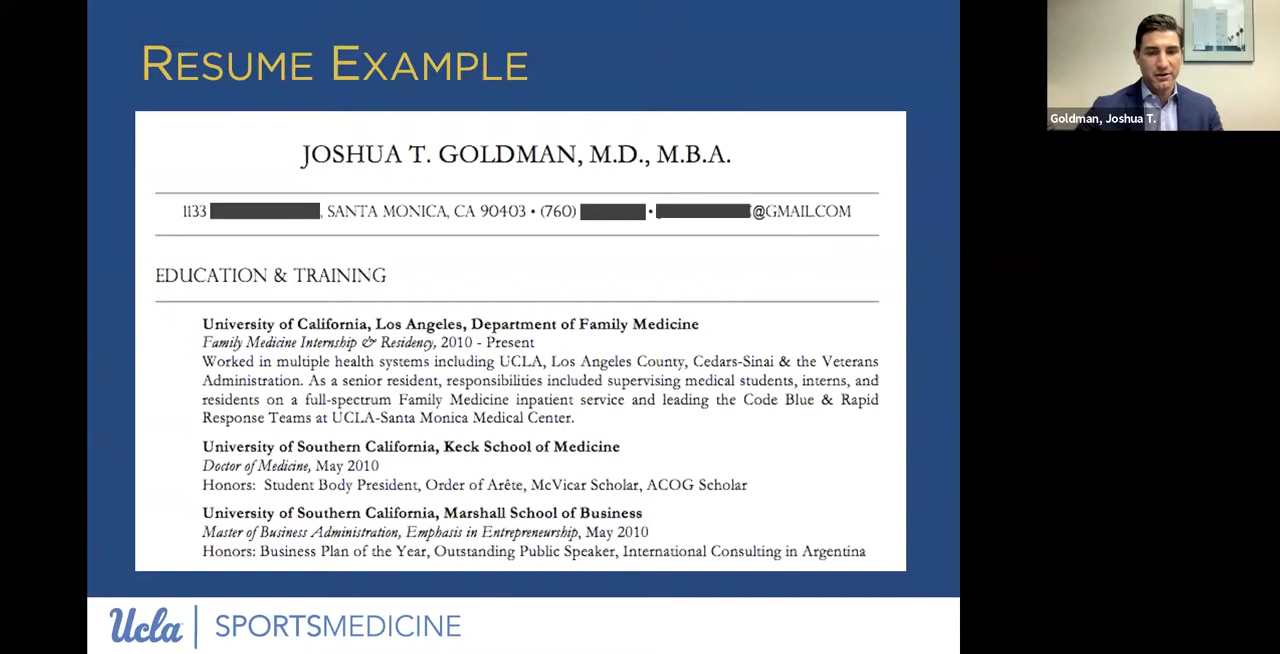 RESUME EXAMPLE
Goldman, Joshua T.
JOSHUA T. GOLDMAN, M.D., M.B.A.
1133 , SANTA MONICA, CA 90403 • (760) • @GMAIL.COM
EDUCATION & TRAINING
University of California, Los Angeles, Department of Family Medicine
Family Medicine Internship & Residency, 2010 - Present
Worked in multiple health systems including UCLA, Los Angeles County, Cedars-Sinai & the Veterans
Administration. As a senior resident, responsibilities included supervising medical students, interns, and
residents on a full-spectrum Family Medicine inpatient service and leading the Code Blue & Rapid
Response Teams at UCLA-Santa Monica Medical Center.
University of Southern California, Keck School of Medicine
Doctor of Medicine, May 2010
Honors: Student Body President, Order of Arête, McVicar Scholar, ACOG Scholar
University of Southern California, Marshall School of Business
Master of Business Administration, Emphasis in Entrepreneurship, May 2010
Honors: Business Plan of the Year, Outstanding Public Speaker, International Consulting in Argentina
Ucla SPORTSMEDICINE